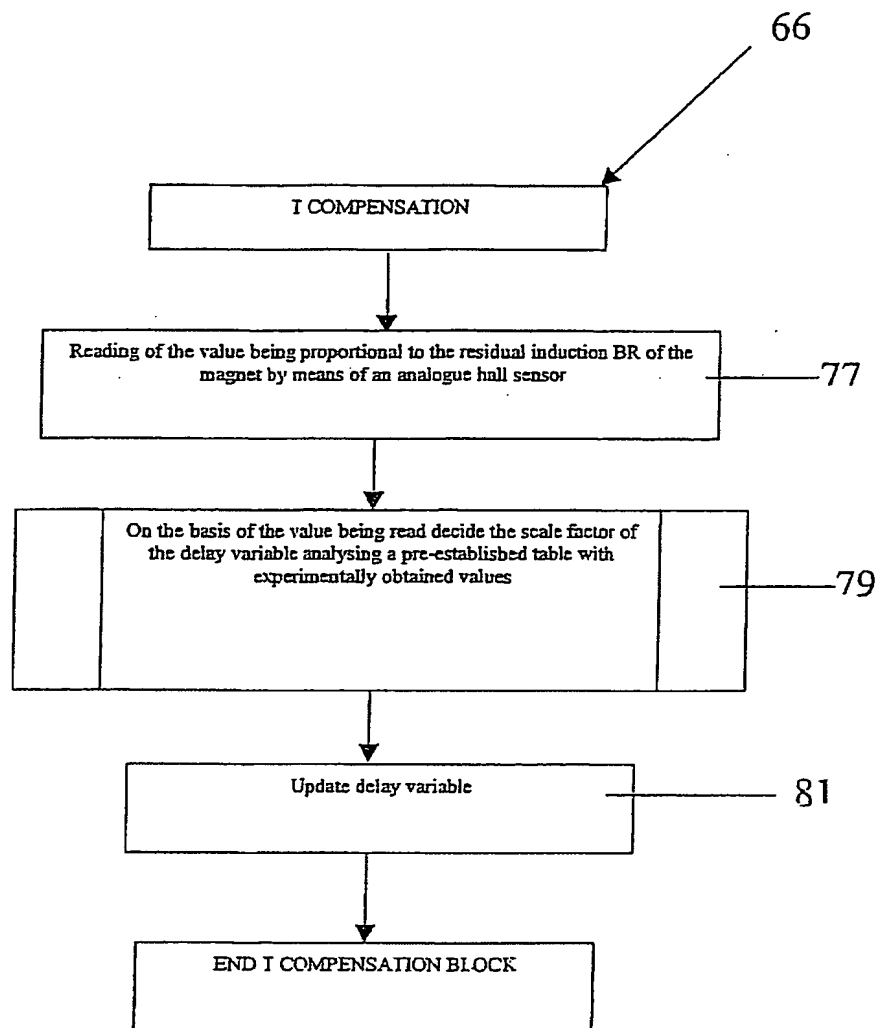 66
T COMPENSATION
Reading of the value being proportional to the residual induction BR of the
magnet by means of an analogue hall sensor
77
On the basis of the value being read decide the scale factor of
the delay variable analysing a pre-established table with
experimentally obtained values
79
Update delay variable
81
END T COMPENSATION BLOCK